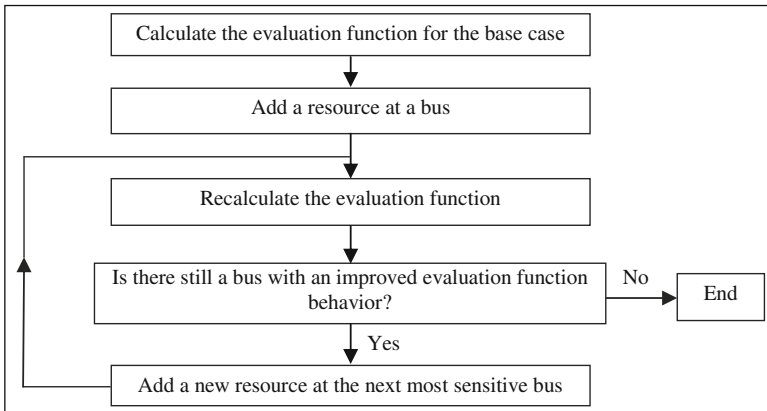 Calculate the evaluation function for the base case
Add a resource at a bus
Recalculate the evaluation function
Is there still a bus with an improved evaluation function
behavior?
No
End
Yes
Add a new resource at the next most sensitive bus